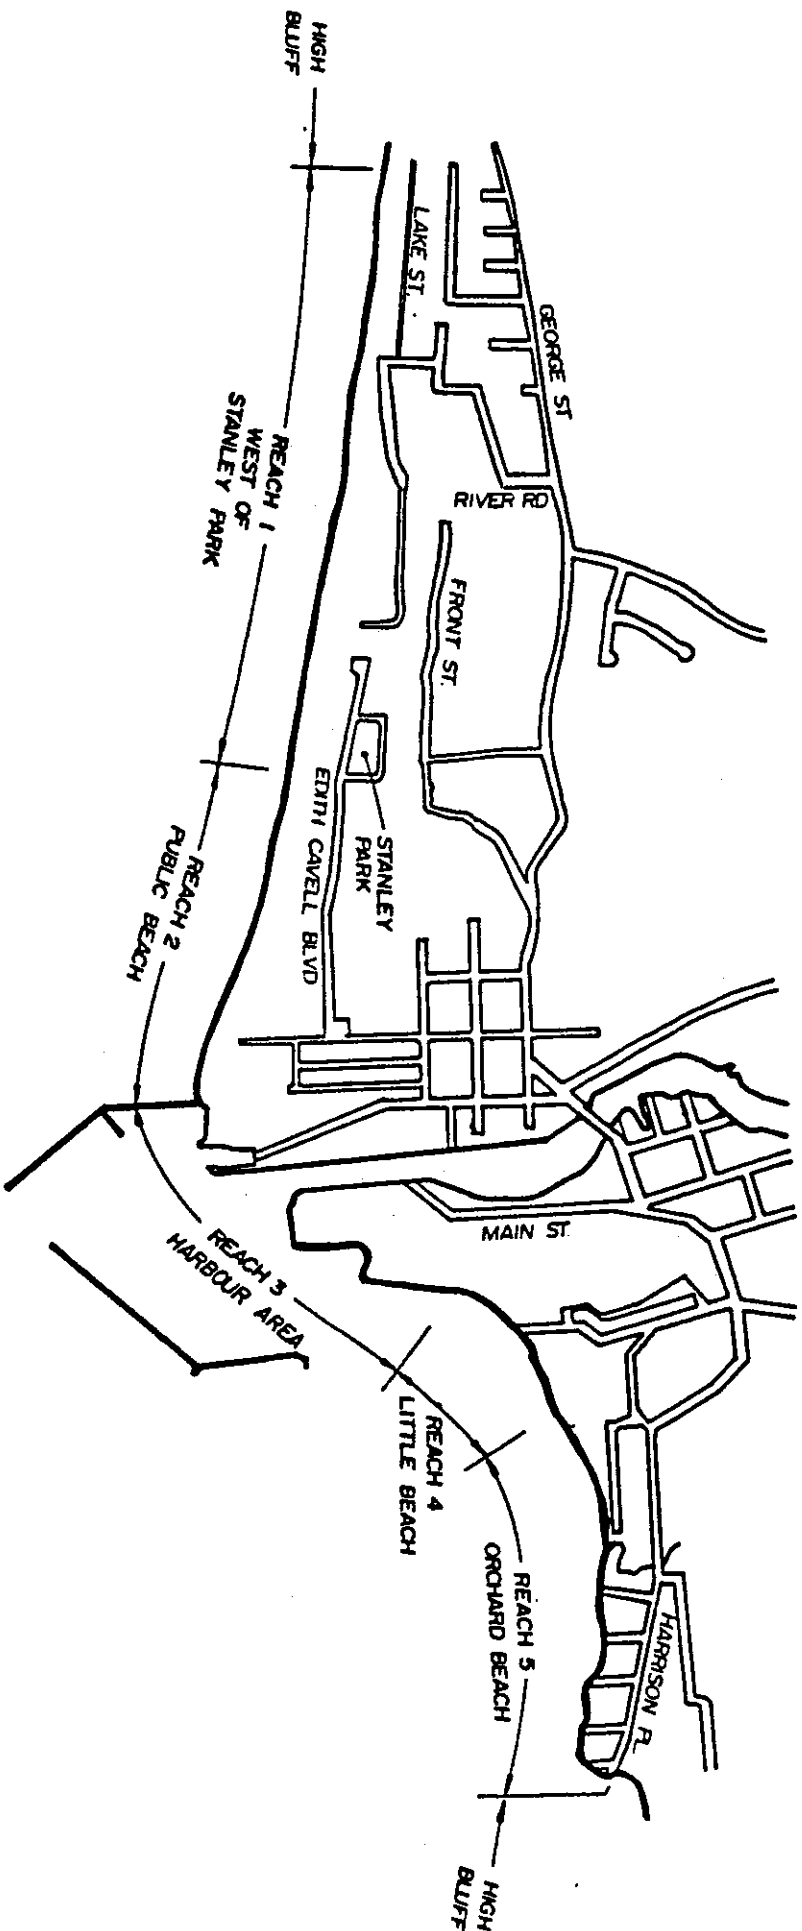 HIGH
BLUFF
LAKE ST.
GEORGE ST
REACH 1
WEST OF
STANLEY PARK
RIVER RD
FRONT ST.
STANLEY
PARK
EDITH CAVELL BLVD
REACH 2
PUBLIC BEACH
MAIN ST.
REACH 3
HARBOUR AREA
REACH 4
LITTLE BEACH
REACH 5
ORCHARD BEACH
HARRISON PL.
HIGH
BLUFF